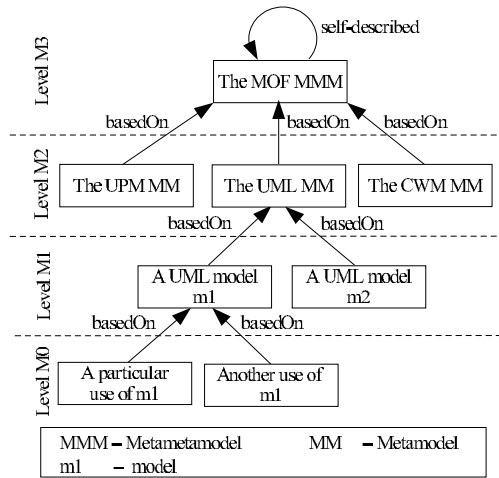 self-described
Level M3
The MOF MMM
basedOn
basedOn
basedOn
Level M2
The UPM MM
The UML MM
The CWM MM
basedOn
basedOn
Level M1
A UML model
m1
A UML model
m2
basedOn
basedOn
Level M0
A particular
use of m1
Another use of
m1
MMM – Metametamodel MM – Metamodel
m1 – model